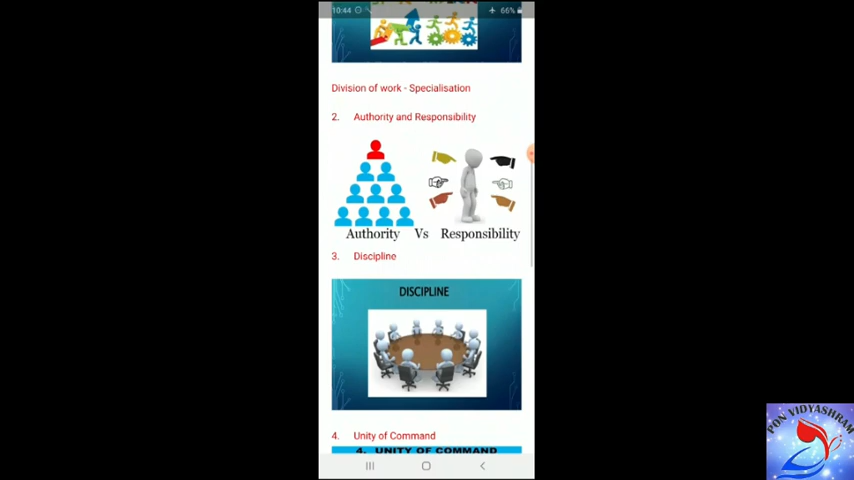 10:44
66%
Division of work - Specialisation
2. Authority and Responsibility
Authority Vs Responsibility
3. Discipline
DISCIPLINE
4. Unity of Command
4. UNITY OF COMMAND
PON VIDYASHRAM